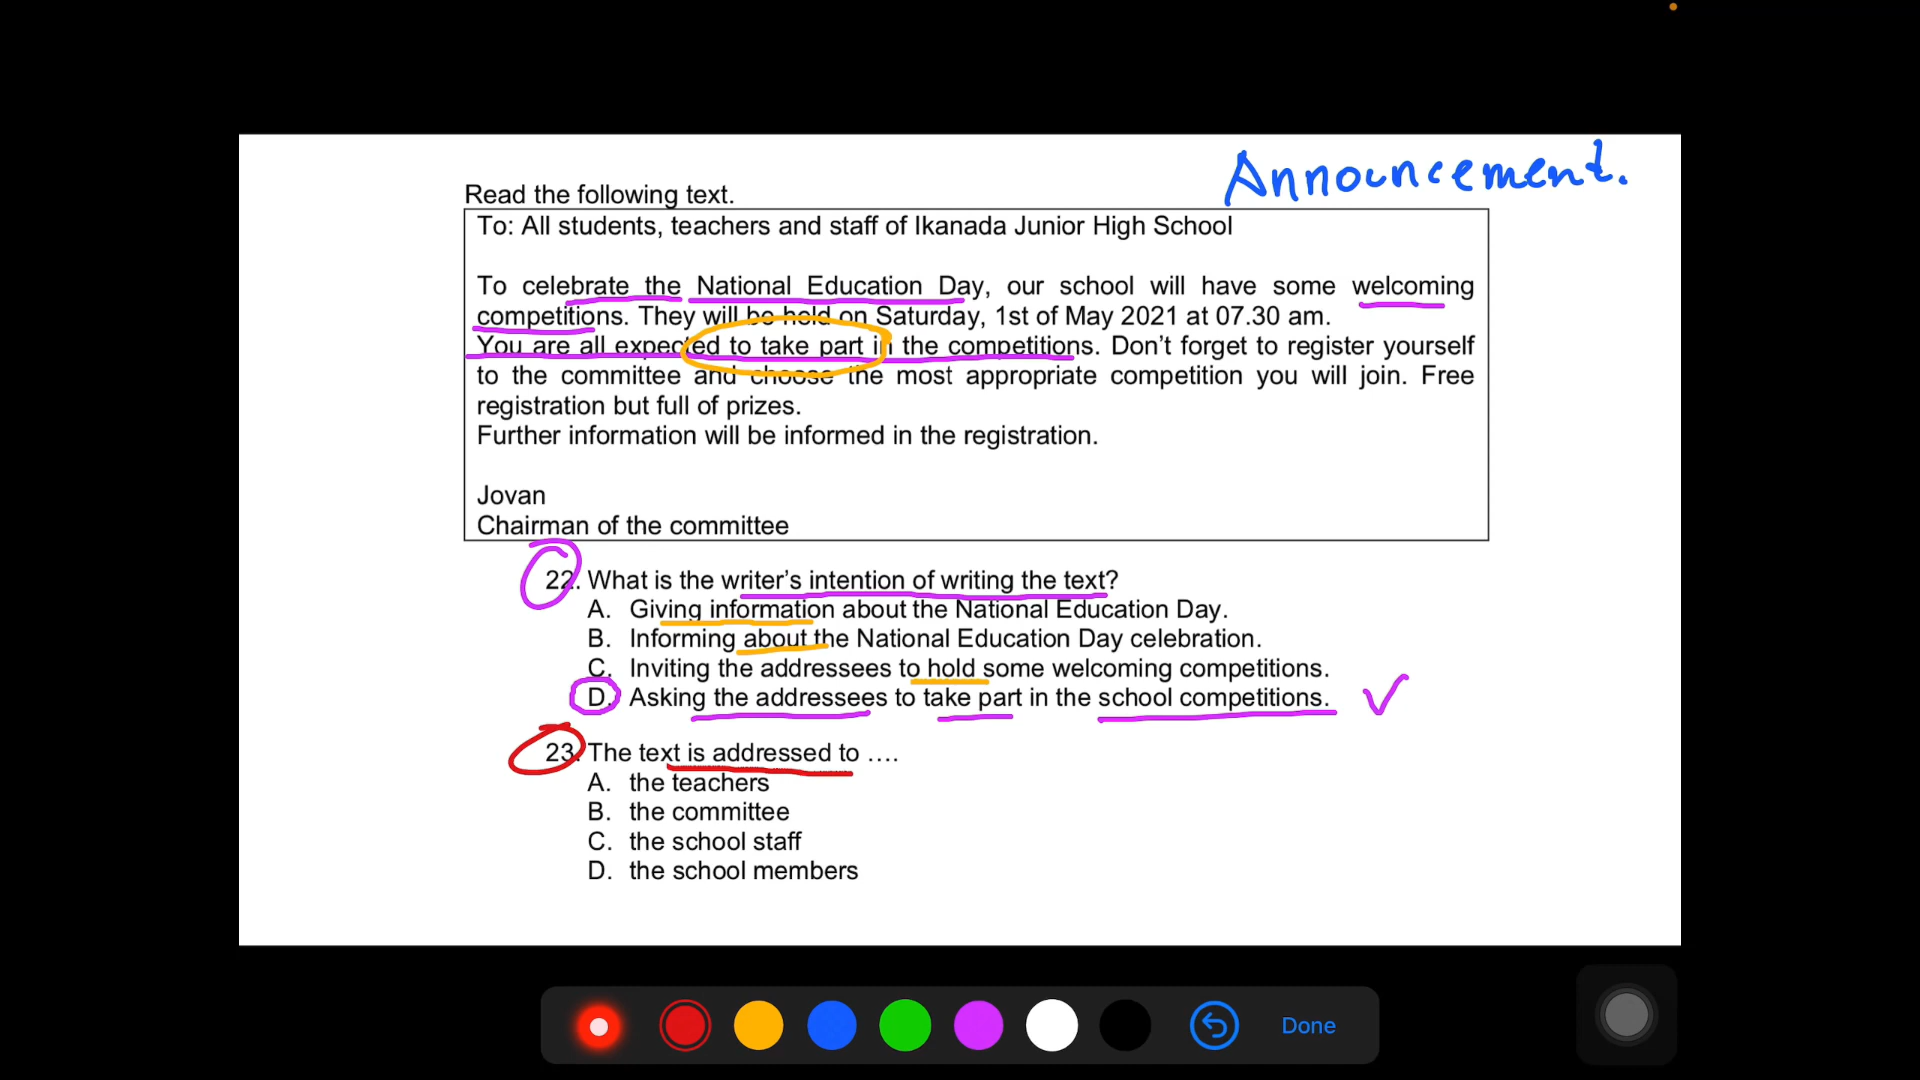 Announcement.
Read the following text.
To: All students, teachers and staff of Ikanada Junior High School
To celebrate the National Education Day, our school will have some welcoming
competitions. They will be held on Saturday, 1st of May 2021 at 07.30 am.
You are all expected to take part in the competitions. Don’t forget to register yourself
to the committee and choose the most appropriate competition you will join. Free
registration but full of prizes.
Further information will be informed in the registration.
Jovan
Chairman of the committee
22. What is the writer’s intention of writing the text?
A. Giving information about the National Education Day.
B. Informing about the National Education Day celebration.
C. Inviting the addressees to hold some welcoming competitions.
D. Asking the addressees to take part in the school competitions.
23. The text is addressed to ....
A. the teachers
B. the committee
C. the school staff
D. the school members
Done